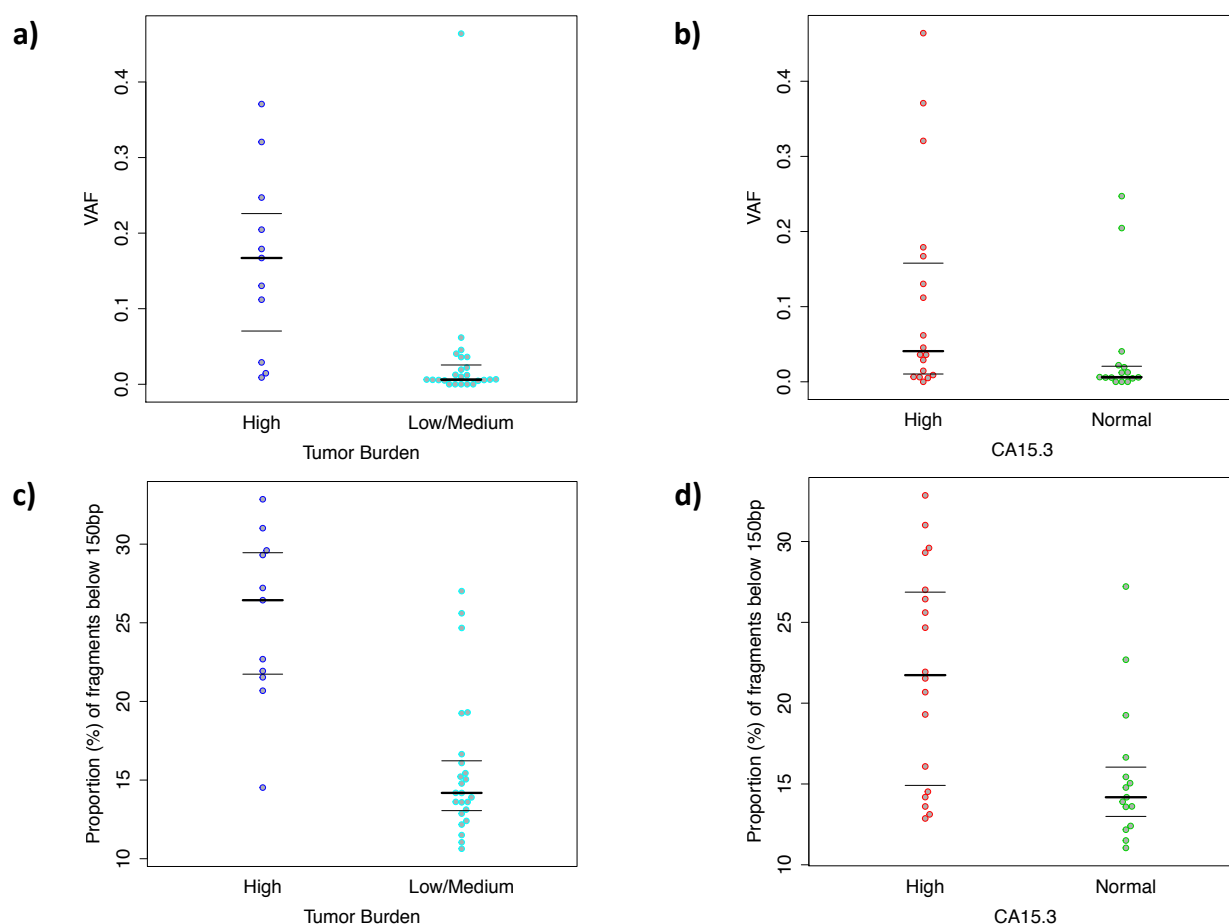 a)
VAF
0.4
0.3
0.2
0.1
0.0
High Low/Medium
Tumor Burden
b)
VAF
0.4
0.3
0.2
0.1
0.0
High Normal
CA15.3
c)
Proportion (%) of fragments below 150bp
30
25
20
15
10
High Low/Medium
Tumor Burden
d)
Proportion (%) of fragments below 150bp
30
25
20
15
10
High Normal
CA15.3